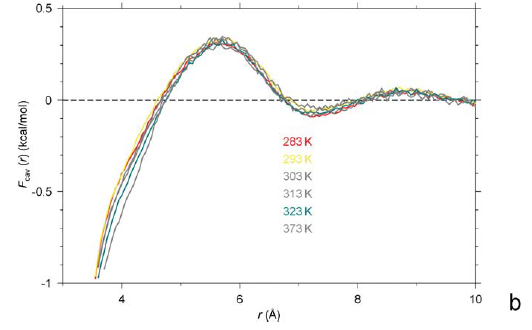 0.5
0
-0.5
-1
F_cav (r) (kcal/mol)
283 K
293 K
303 K
313 K
323 K
373 K
4 6 8 10
r (Å)
b